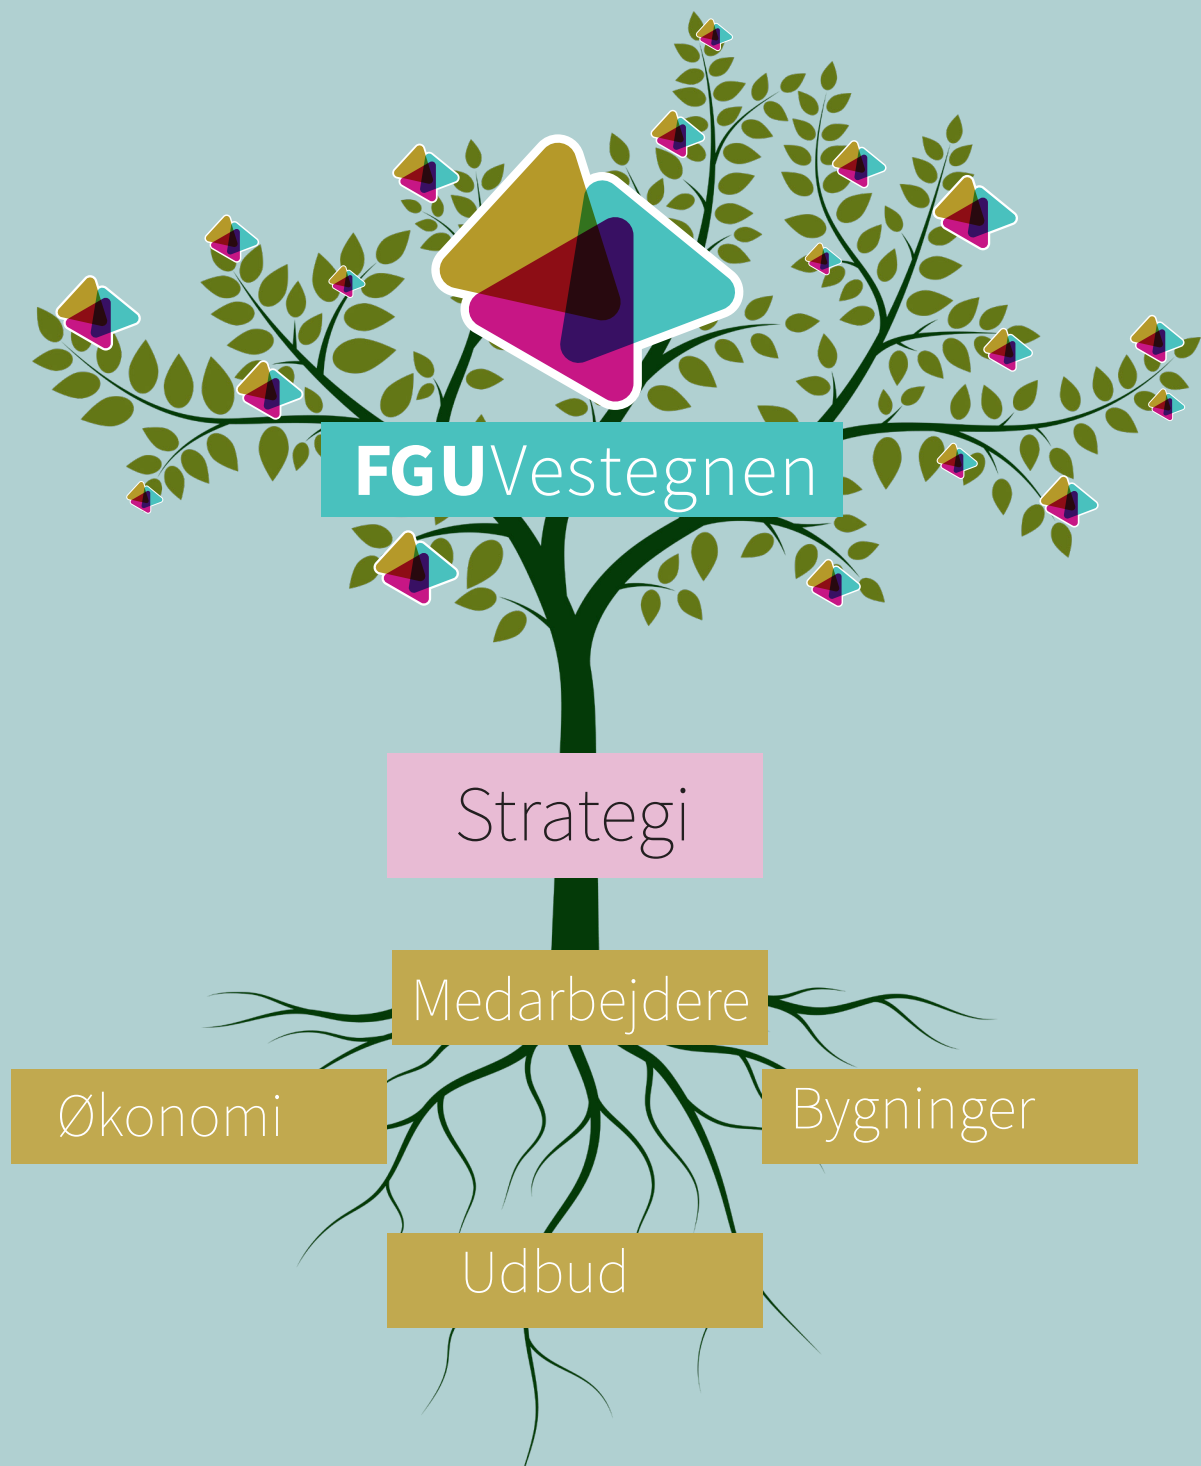 FGUVestegnen
Strategi
Medarbejdere
Økonomi
Bygninger
Udbud